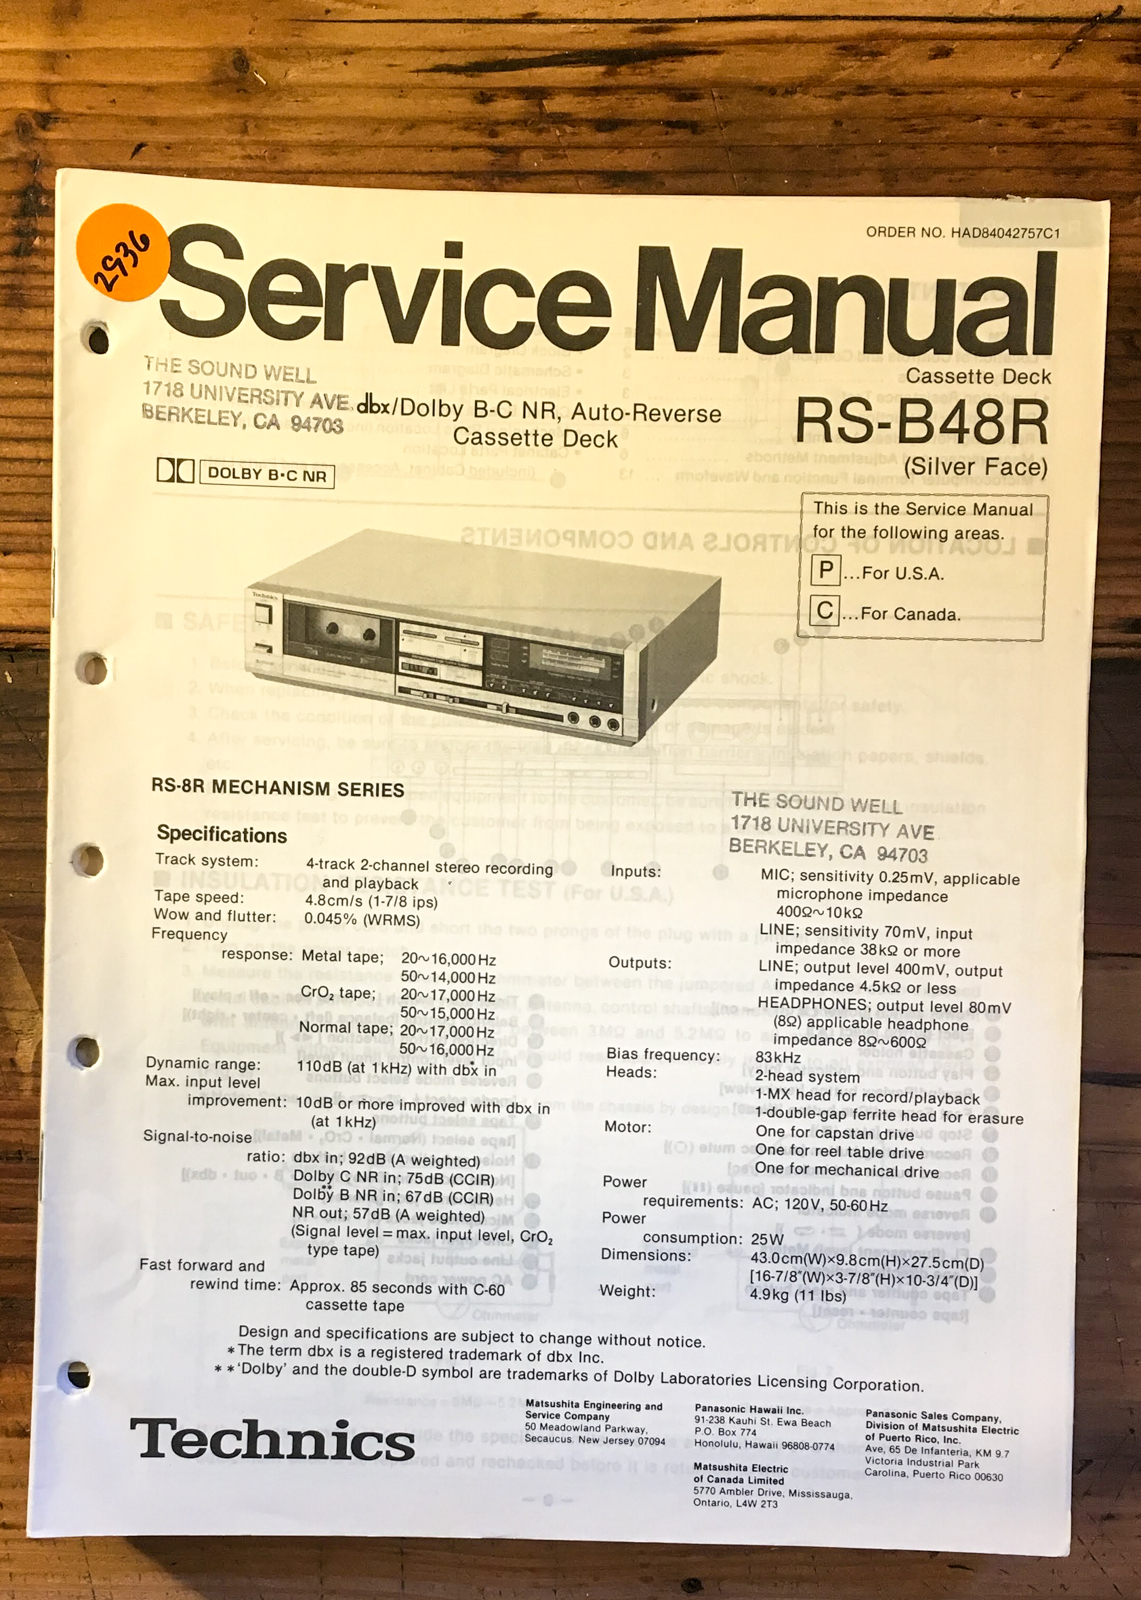 2936
ORDER NO. HAD84042757C1
Service Manual
THE SOUND WELL
1718 UNIVERSITY AVE.
BERKELEY, CA 94703
dbx/Dolby B-C NR, Auto-Reverse
Cassette Deck
Cassette Deck
RS-B48R
(Silver Face)
DOLBY B•C NR
This is the Service Manual
for the following areas.
P ...For U.S.A.
C ...For Canada.
Technics
RS-8R MECHANISM SERIES
THE SOUND WELL
1718 UNIVERSITY AVE
BERKELEY, CA 94703
Specifications
Track system: 4-track 2-channel stereo recording
and playback
Tape speed: 4.8cm/s (1-7/8 ips)
Wow and flutter: 0.045% (WRMS)
Frequency
response: Metal tape; 20~16,000Hz
50~14,000Hz
CrO₂ tape; 20~17,000Hz
50~15,000Hz
Normal tape; 20~17,000Hz
50~16,000Hz
Dynamic range: 110dB (at 1kHz) with dbx in
Max. input level
improvement: 10dB or more improved with dbx in
(at 1kHz)
Signal-to-noise
ratio: dbx in; 92dB (A weighted)
Dolby C NR in; 75dB (CCIR)
Dolby B NR in; 67dB (CCIR)
NR out; 57dB (A weighted)
(Signal level=max. input level, CrO₂
type tape)
Fast forward and
rewind time: Approx. 85 seconds with C-60
cassette tape
Inputs: MIC; sensitivity 0.25mV, applicable
microphone impedance
400Ω~10kΩ
LINE; sensitivity 70mV, input
impedance 38kΩ or more
Outputs: LINE; output level 400mV, output
impedance 4.5kΩ or less
HEADPHONES; output level 80mV
(8Ω) applicable headphone
impedance 8Ω~600Ω
Bias frequency: 83kHz
Heads: 2-head system
1-MX head for record/playback
1-double-gap ferrite head for erasure
Motor: One for capstan drive
One for reel table drive
One for mechanical drive
Power
requirements: AC; 120V, 50-60Hz
Power
consumption: 25W
Dimensions: 43.0cm(W)×9.8cm(H)×27.5cm(D)
[16-7/8″(W)×3-7/8″(H)×10-3/4″(D)]
Weight: 4.9kg (11 lbs)
Design and specifications are subject to change without notice.
*The term dbx is a registered trademark of dbx Inc.
**'Dolby' and the double-D symbol are trademarks of Dolby Laboratories Licensing Corporation.
Technics
Matsushita Engineering and
Service Company
50 Meadowland Parkway,
Secaucus. New Jersey 07094
Panasonic Hawaii Inc.
91-238 Kauhi St. Ewa Beach
P.O. Box 774
Honolulu, Hawaii 96808-0774
Matsushita Electric
of Canada Limited
5770 Ambler Drive, Mississauga,
Ontario, L4W 2T3
Panasonic Sales Company,
Division of Matsushita Electric
of Puerto Rico, Inc.
Ave, 65 De Infanteria, KM 9.7
Victoria Industrial Park
Carolina, Puerto Rico 00630